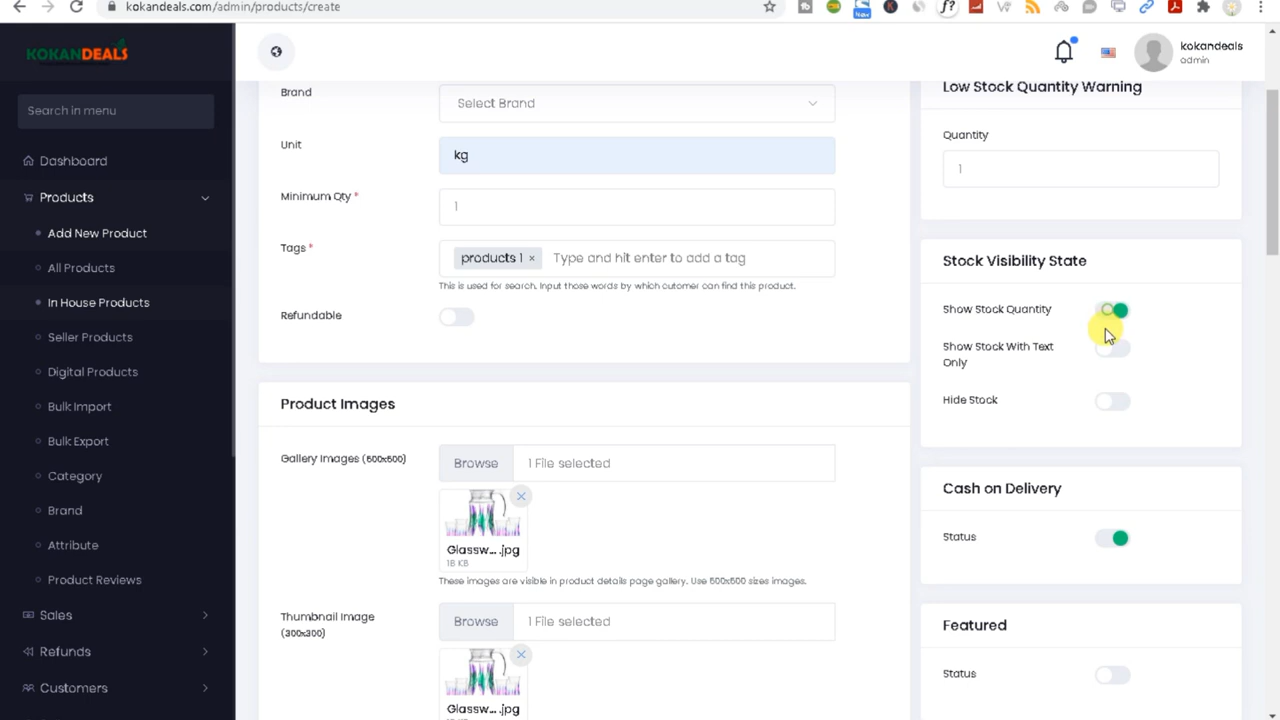 kokandeals.com/admin/products/create
New
KOKANDEALS
kokandeals
admin
Search in menu
Dashboard
Products
Add New Product
All Products
In House Products
Seller Products
Digital Products
Bulk Import
Bulk Export
Category
Brand
Attribute
Product Reviews
Sales
Refunds
Customers
Brand
Select Brand
Unit
kg
Minimum Qty *
1
Tags *
products 1 ×
Type and hit enter to add a tag
This is used for search. Input those words by which cutomer can find this product.
Refundable
Product Images
Gallery Images (600x600)
Browse
1 File selected
Glassw... .jpg
18 KB
These images are visible in product details page gallery. Use 600x600 sizes images.
Thumbnail Image
(300x300)
Browse
1 File selected
Glassw... .jpg
Low Stock Quantity Warning
Quantity
1
Stock Visibility State
Show Stock Quantity
Show Stock With Text
Only
Hide Stock
Cash on Delivery
Status
Featured
Status